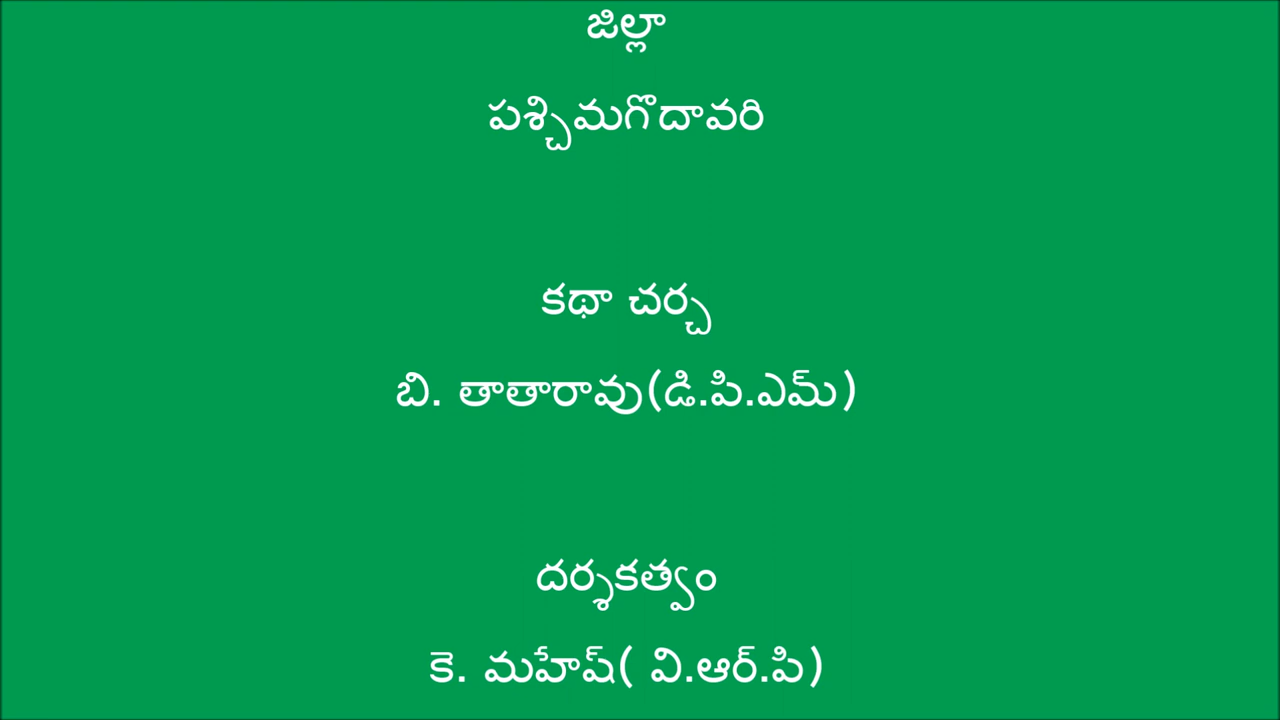 జిల్లా
పశ్చిమగొదావరి
కథా చర్చ
బి. తాతారావు(డి.పి.ఎమ్)
దర్శకత్వం
కె. మహేష్( వి.ఆర్.పి)